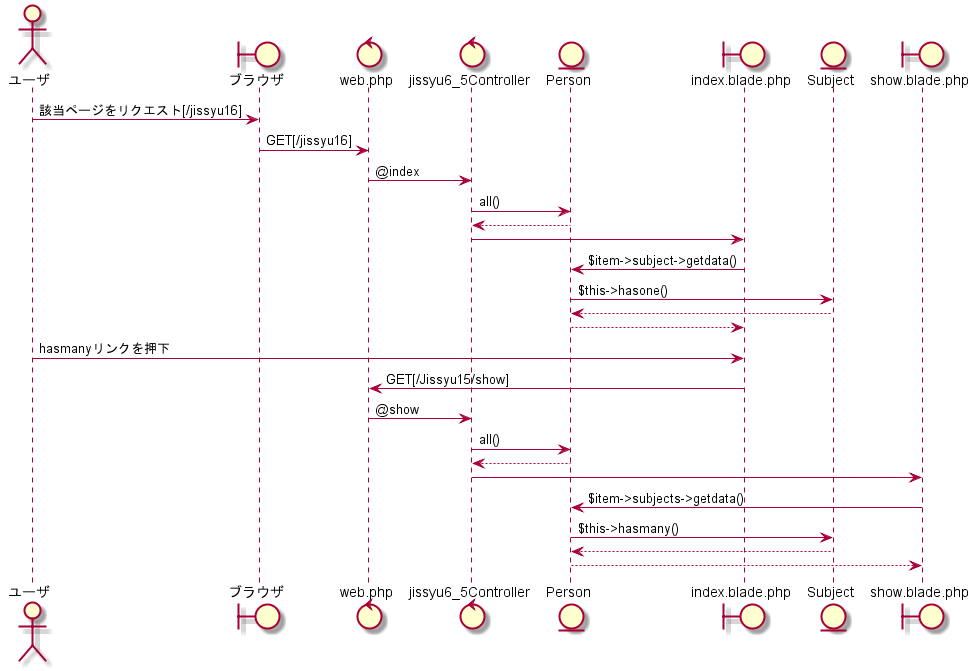 ユーザ
ブラウザ
web.php
jissyu6_5Controller
Person
index.blade.php
Subject
show.blade.php
該当ページをリクエスト[/jissyu16]
GET[/jissyu16]
@index
all()
$item->subject->getdata()
$this->hasone()
hasmanyリンクを押下
GET[/Jissyu15/show]
@show
all()
$item->subjects->getdata()
$this->hasmany()
ユーザ
ブラウザ
web.php
jissyu6_5Controller
Person
index.blade.php
Subject
show.blade.php